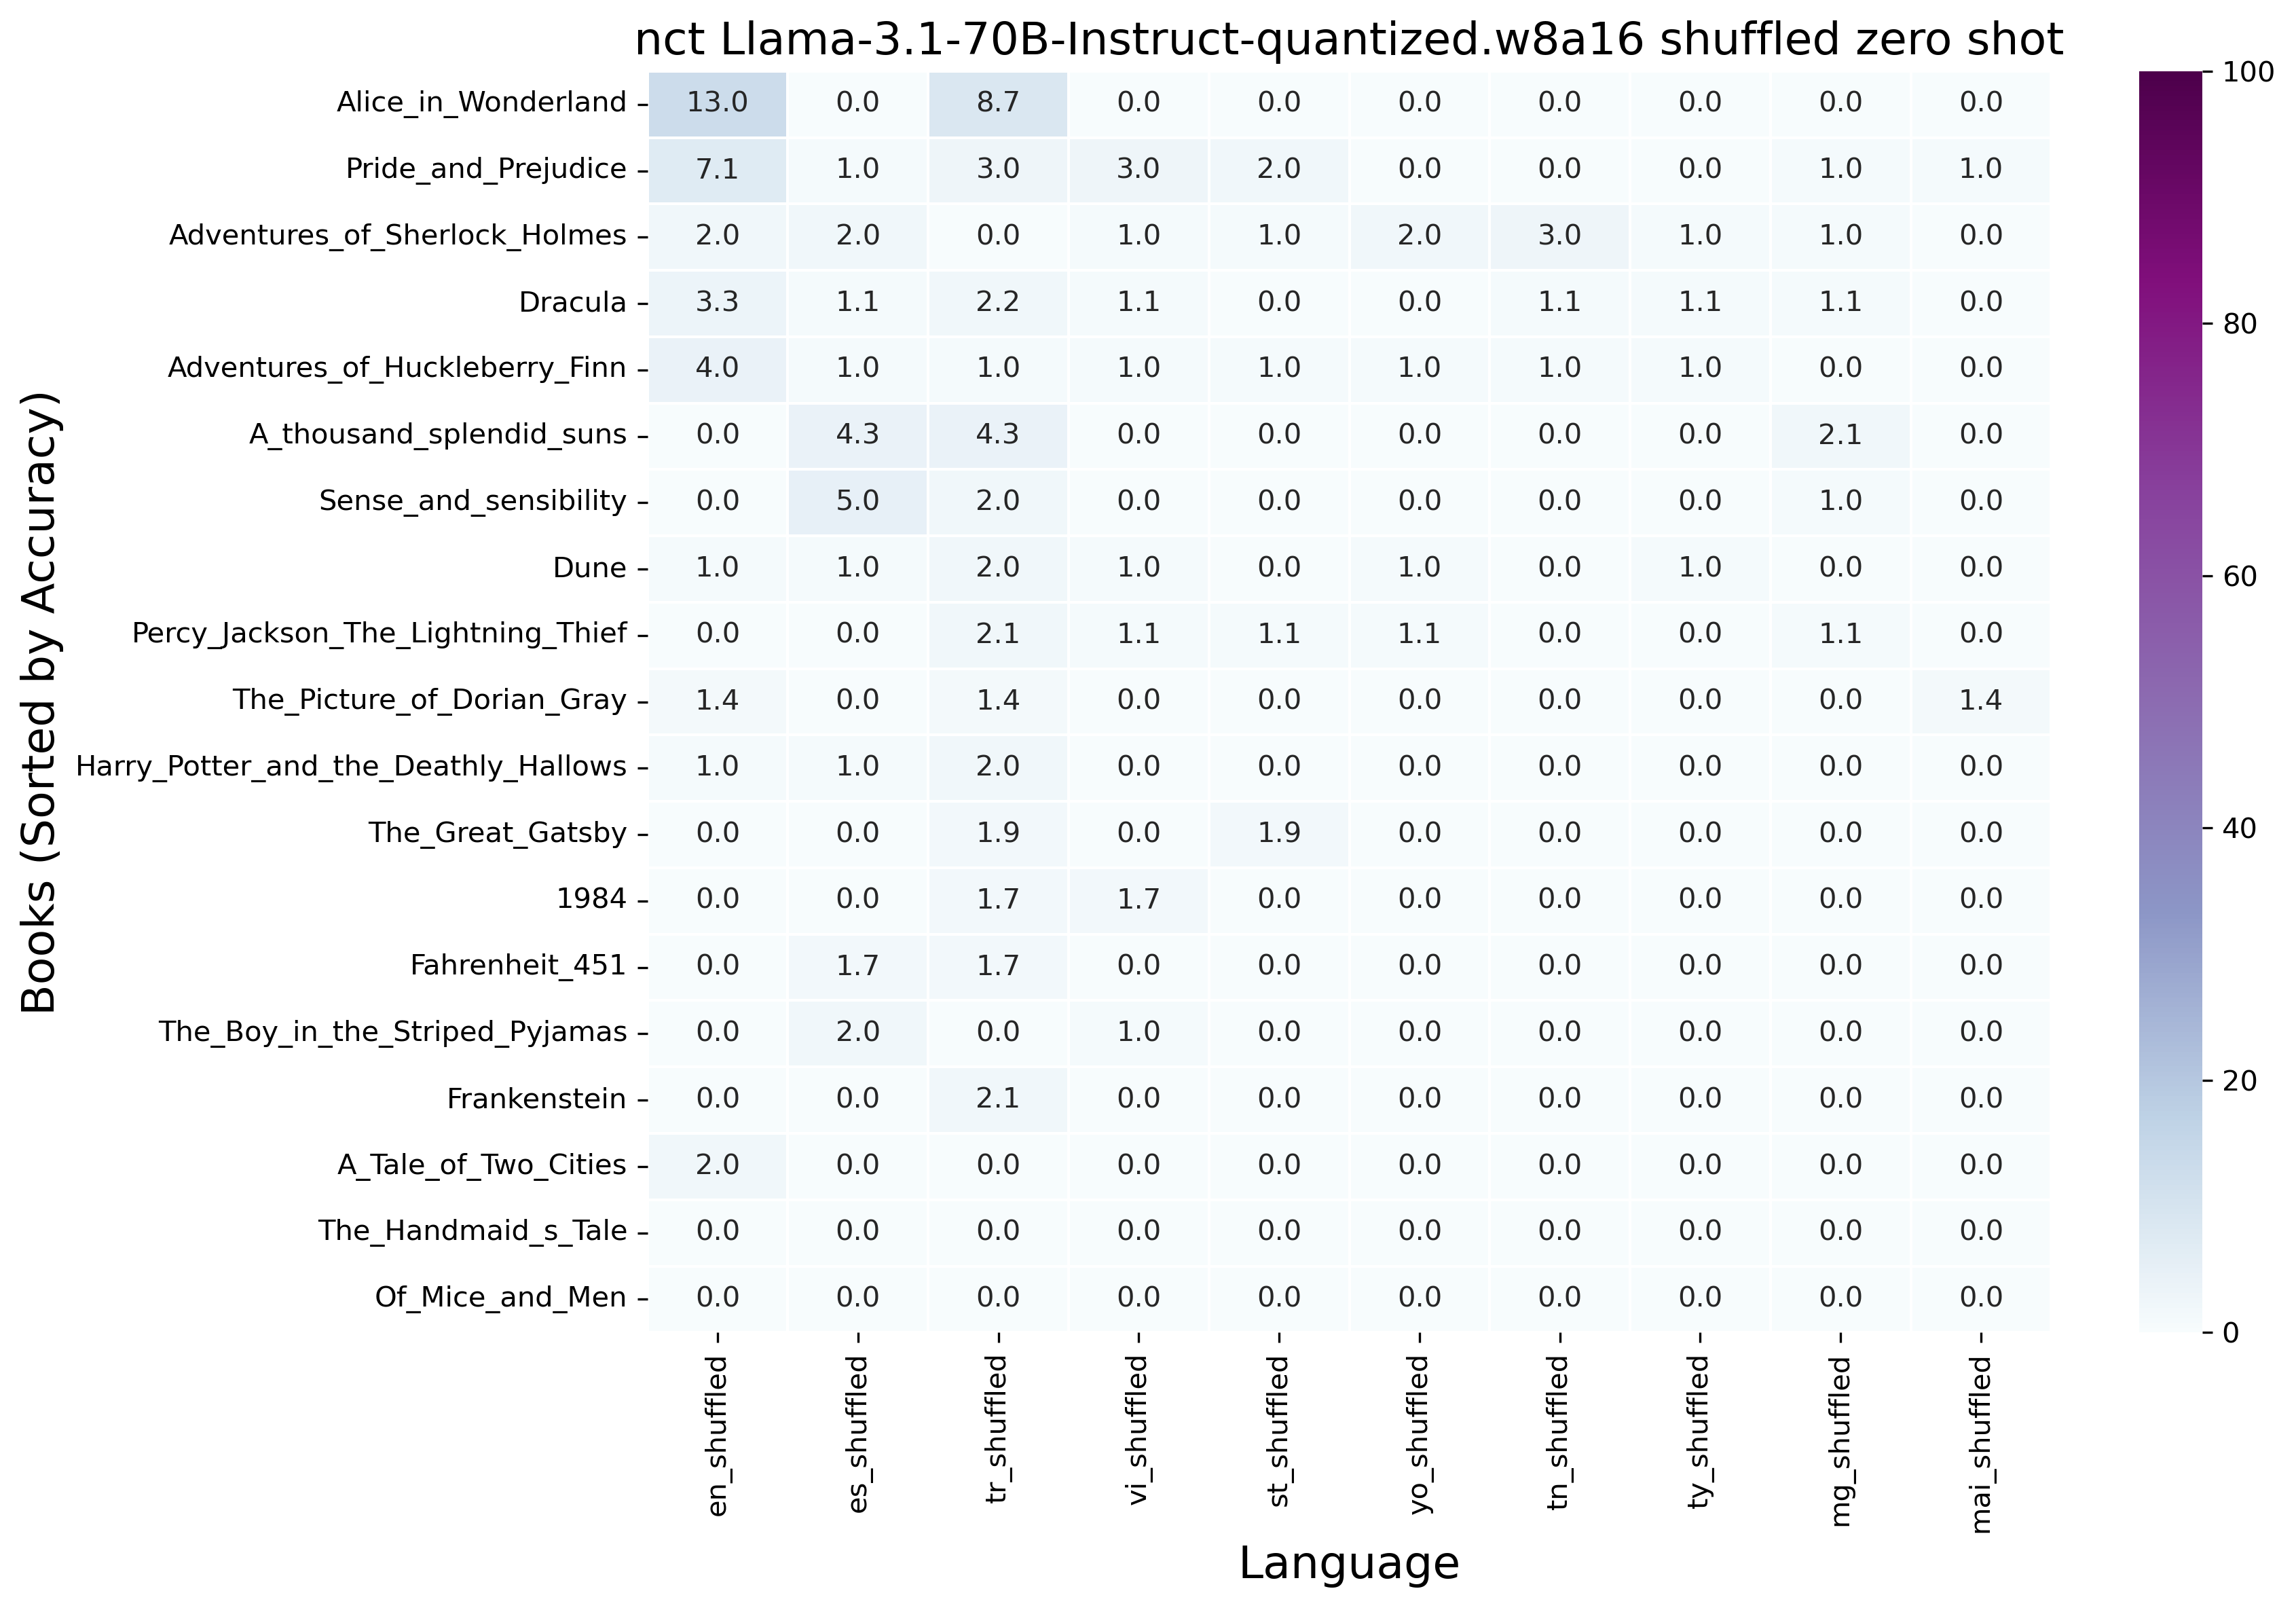 nct Llama-3.1-70B-Instruct-quantized.w8a16 shuffled zero shot
Books (Sorted by Accuracy)
Alice_in_Wonderland 13.0 0.0 8.7 0.0 0.0 0.0 0.0 0.0 0.0 0.0
Pride_and_Prejudice 7.1 1.0 3.0 3.0 2.0 0.0 0.0 0.0 1.0 1.0
Adventures_of_Sherlock_Holmes 2.0 2.0 0.0 1.0 1.0 2.0 3.0 1.0 1.0 0.0
Dracula 3.3 1.1 2.2 1.1 0.0 0.0 1.1 1.1 1.1 0.0
Adventures_of_Huckleberry_Finn 4.0 1.0 1.0 1.0 1.0 1.0 1.0 1.0 0.0 0.0
A_thousand_splendid_suns 0.0 4.3 4.3 0.0 0.0 0.0 0.0 0.0 2.1 0.0
Sense_and_sensibility 0.0 5.0 2.0 0.0 0.0 0.0 0.0 0.0 1.0 0.0
Dune 1.0 1.0 2.0 1.0 0.0 1.0 0.0 1.0 0.0 0.0
Percy_Jackson_The_Lightning_Thief 0.0 0.0 2.1 1.1 1.1 1.1 0.0 0.0 1.1 0.0
The_Picture_of_Dorian_Gray 1.4 0.0 1.4 0.0 0.0 0.0 0.0 0.0 0.0 1.4
Harry_Potter_and_the_Deathly_Hallows 1.0 1.0 2.0 0.0 0.0 0.0 0.0 0.0 0.0 0.0
The_Great_Gatsby 0.0 0.0 1.9 0.0 1.9 0.0 0.0 0.0 0.0 0.0
1984 0.0 0.0 1.7 1.7 0.0 0.0 0.0 0.0 0.0 0.0
Fahrenheit_451 0.0 1.7 1.7 0.0 0.0 0.0 0.0 0.0 0.0 0.0
The_Boy_in_the_Striped_Pyjamas 0.0 2.0 0.0 1.0 0.0 0.0 0.0 0.0 0.0 0.0
Frankenstein 0.0 0.0 2.1 0.0 0.0 0.0 0.0 0.0 0.0 0.0
A_Tale_of_Two_Cities 2.0 0.0 0.0 0.0 0.0 0.0 0.0 0.0 0.0 0.0
The_Handmaid_s_Tale 0.0 0.0 0.0 0.0 0.0 0.0 0.0 0.0 0.0 0.0
Of_Mice_and_Men 0.0 0.0 0.0 0.0 0.0 0.0 0.0 0.0 0.0 0.0
en_shuffled es_shuffled tr_shuffled vi_shuffled st_shuffled yo_shuffled tn_shuffled ty_shuffled mg_shuffled mai_shuffled
Language
100
80
60
40
20
0